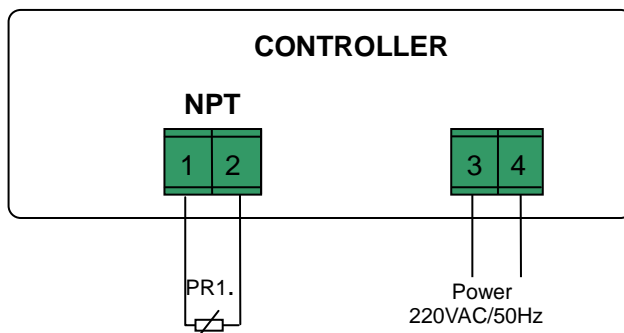 CONTROLLER
NPT
1 2
3 4
PR1.
Power
220VAC/50Hz